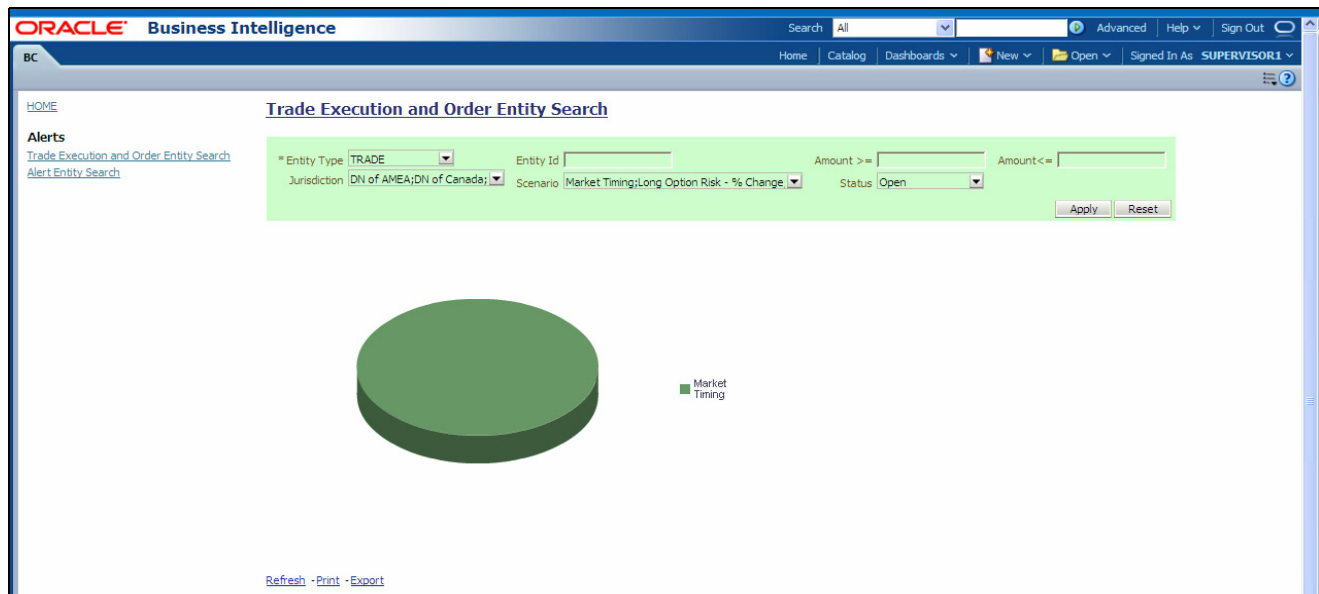 ORACLE Business Intelligence
Search All Advanced Help Sign Out
BC
Home Catalog Dashboards New Open Signed In As SUPERVISOR1
HOME
Alerts
Trade Execution and Order Entity Search
Alert Entity Search
Trade Execution and Order Entity Search
* Entity Type TRADE Entity Id Amount >= Amount<=
Jurisdiction DN of AMEA;DN of Canada; Scenario Market Timing;Long Option Risk - % Change Status Open
Apply Reset
Market
Timing
Refresh - Print - Export